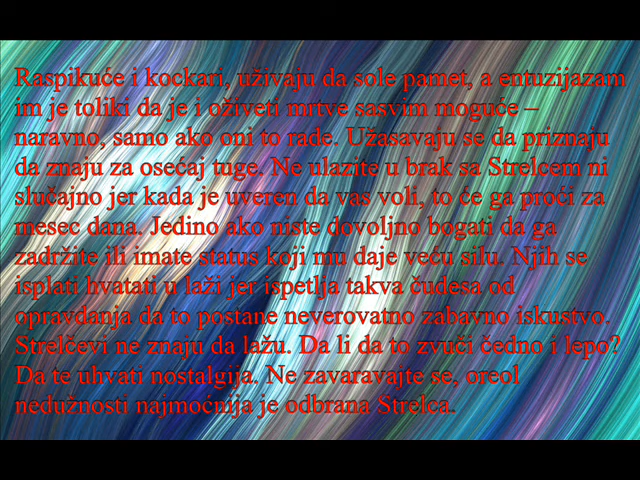 Raspikuće i kockari, uživaju da sole pamet, a entuzijazam
im je toliki da je i oživeti mrtve sasvim moguće –
naravno, samo ako oni to rade. Užasavaju se da priznaju
da znaju za osećaj tuge. Ne ulazite u brak sa Strelcem ni
slučajno jer kada je uveren da vas voli, to će ga proći za
mesec dana. Jedino ako niste dovoljno bogati da ga
zadržite ili imate status koji mu daje veću silu. Njih se
isplati hvatati u laži jer ispetlja takva čudesa od
opravdanja da to postane neverovatno zabavno iskustvo.
Strelčevi ne znaju da lažu. Da li da to zvuči čedno i lepo?
Da te uhvati nostalgija. Ne zavaravajte se, oreol
nedužnosti najmoćnija je odbrana Strelca.